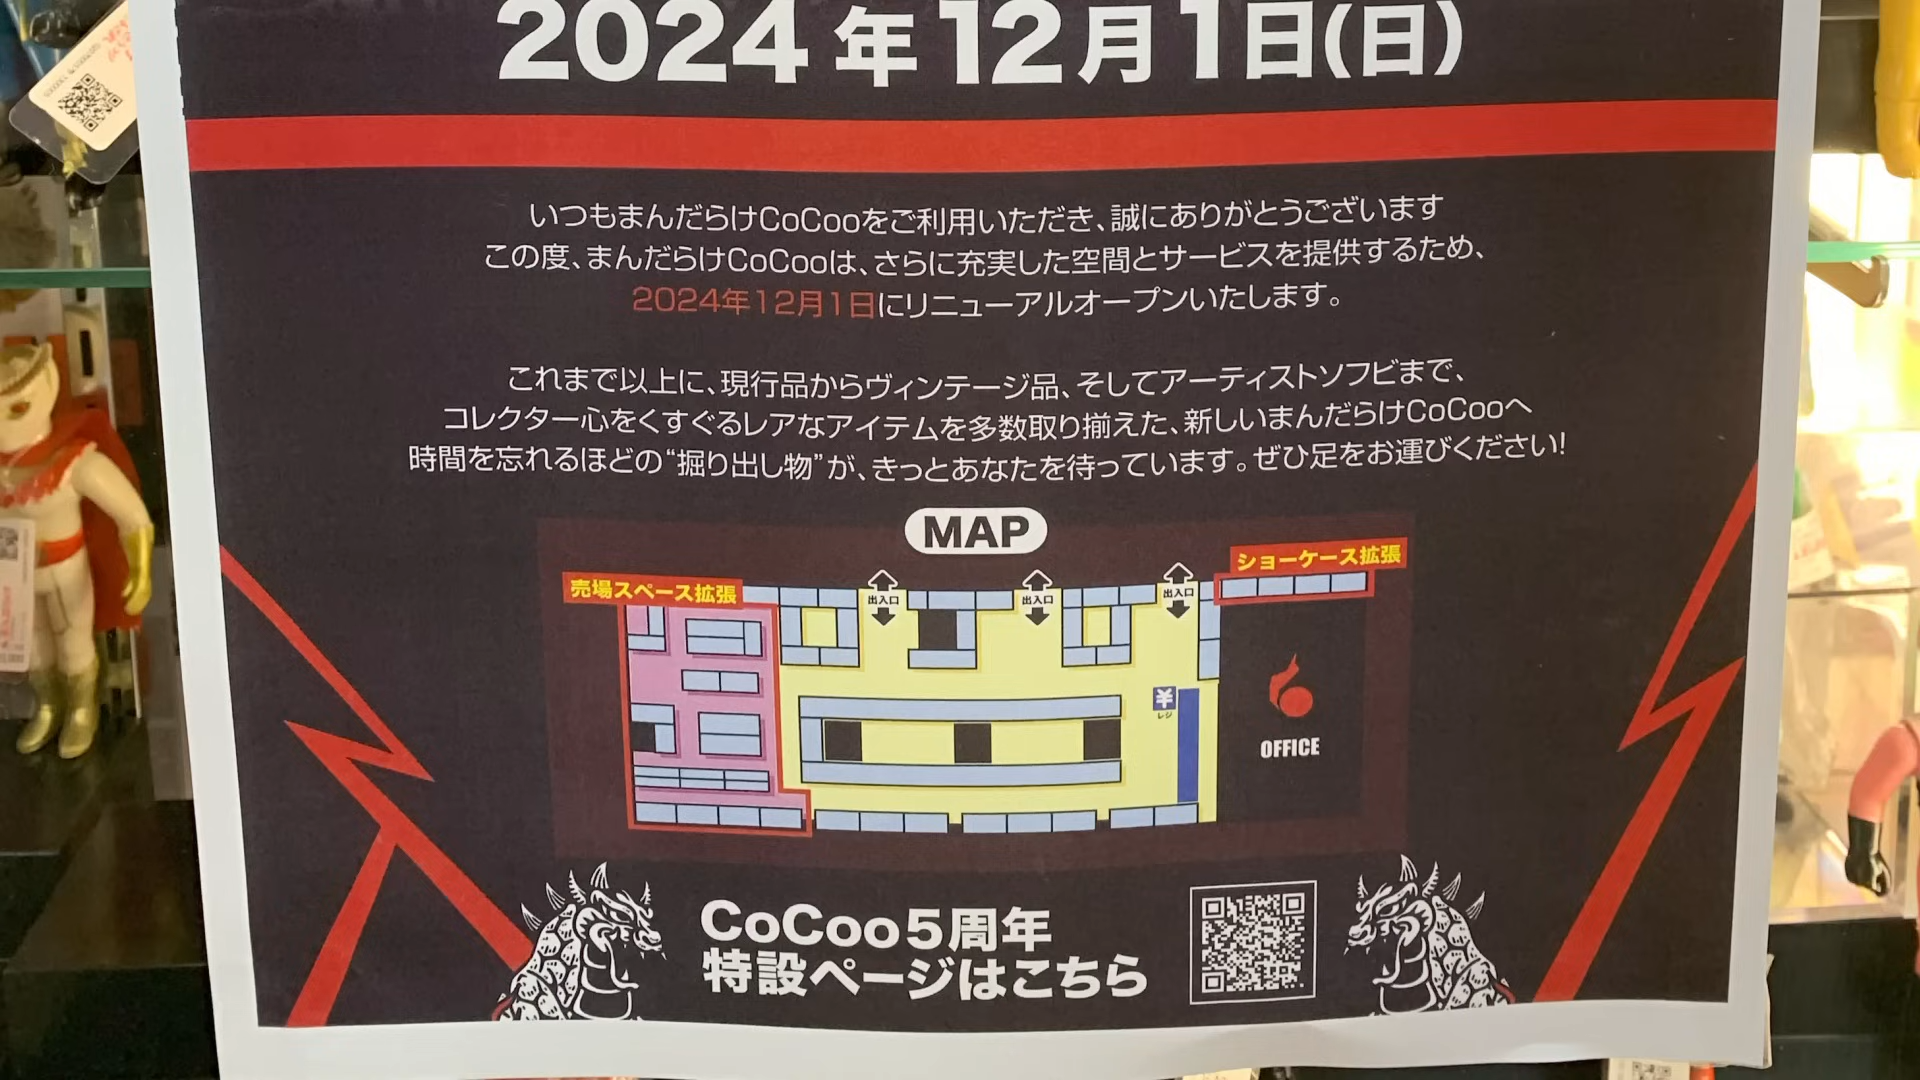 2024年12月1日(日)
いつもまんだらけCoCooをご利用いただき、誠にありがとうございます
この度、まんだらけCoCooは、さらに充実した空間とサービスを提供するため、
2024年12月1日にリニューアルオープンいたします。
これまで以上に、現行品からヴィンテージ品、そしてアーティストソフビまで、
コレクター心をくすぐるレアなアイテムを多数取り揃えた、新しいまんだらけCoCooへ
時間を忘れるほどの“掘り出し物”が、きっとあなたを待っています。ぜひ足をお運びください!
MAP
売場スペース拡張
出入口
出入口
出入口
ショーケース拡張
¥
レジ
OFFICE
CoCoo5周年
特設ページはこちら